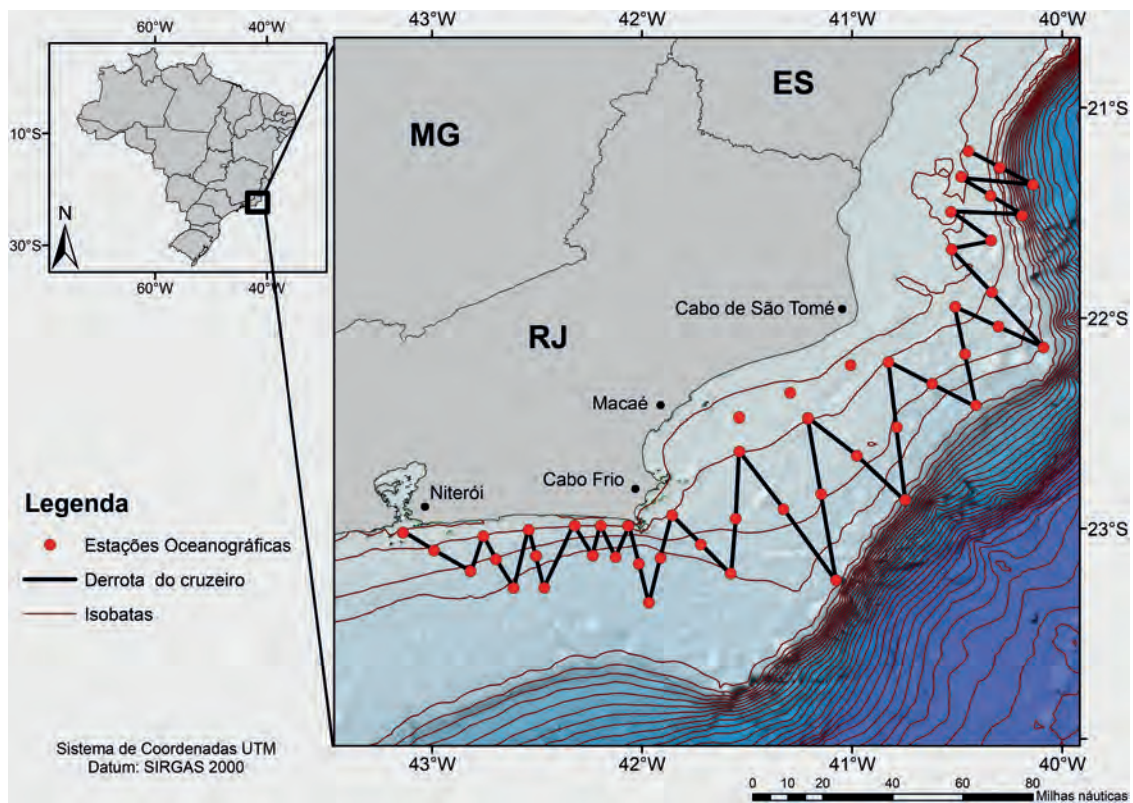 60°W 40°W
10°S
30°S
60°W 40°W
N
43°W 42°W 41°W 40°W
21°S
22°S
23°S
43°W 42°W 41°W 40°W
MG
ES
RJ
Cabo de São Tomé
Macaé
Cabo Frio
Niterói
Legenda
Estações Oceanográficas
Derrota do cruzeiro
Isobatas
Sistema de Coordenadas UTM
Datum: SIRGAS 2000
0 10 20 40 60 80
Milhas náuticas